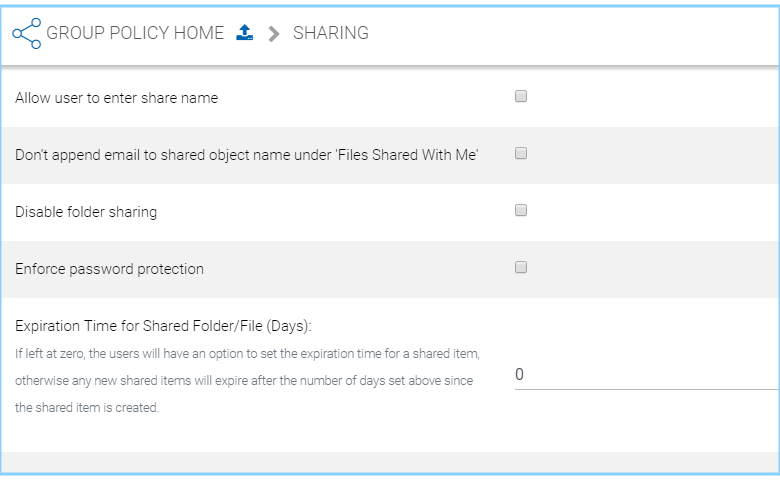 GROUP POLICY HOME > SHARING
Allow user to enter share name
Don't append email to shared object name under 'Files Shared With Me'
Disable folder sharing
Enforce password protection
Expiration Time for Shared Folder/File (Days):
If left at zero, the users will have an option to set the expiration time for a shared item,
otherwise any new shared items will expire after the number of days set above since
the shared item is created.
0